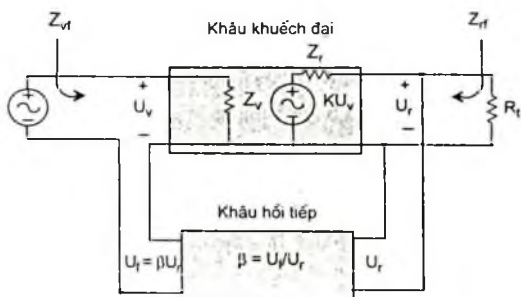 Khâu khuếch đại
Z_vf
Z_r
Z_rf
+
U_v
−
Z_v
+
KU_v
−
+
U_r
−
R_t
Khâu hồi tiếp
U_f = βU_r
β = U_f/U_r
U_r